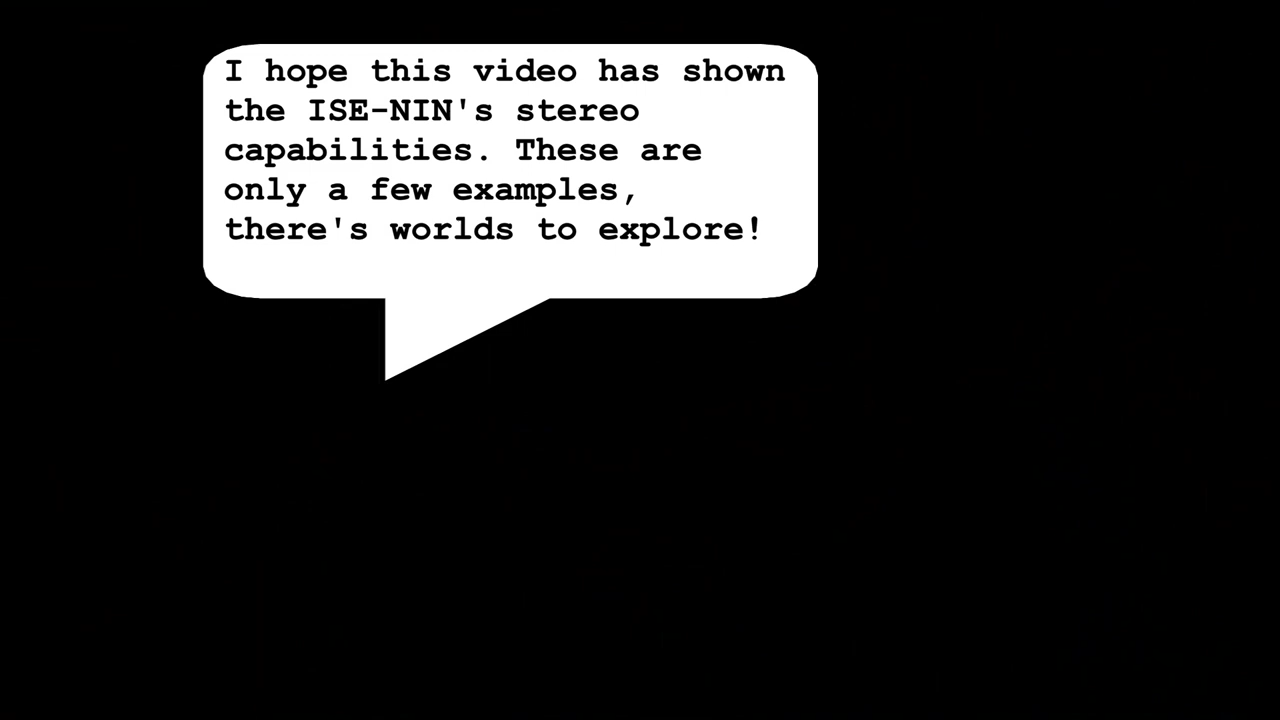 I hope this video has shown
the ISE-NIN's stereo
capabilities. These are
only a few examples,
there's worlds to explore!